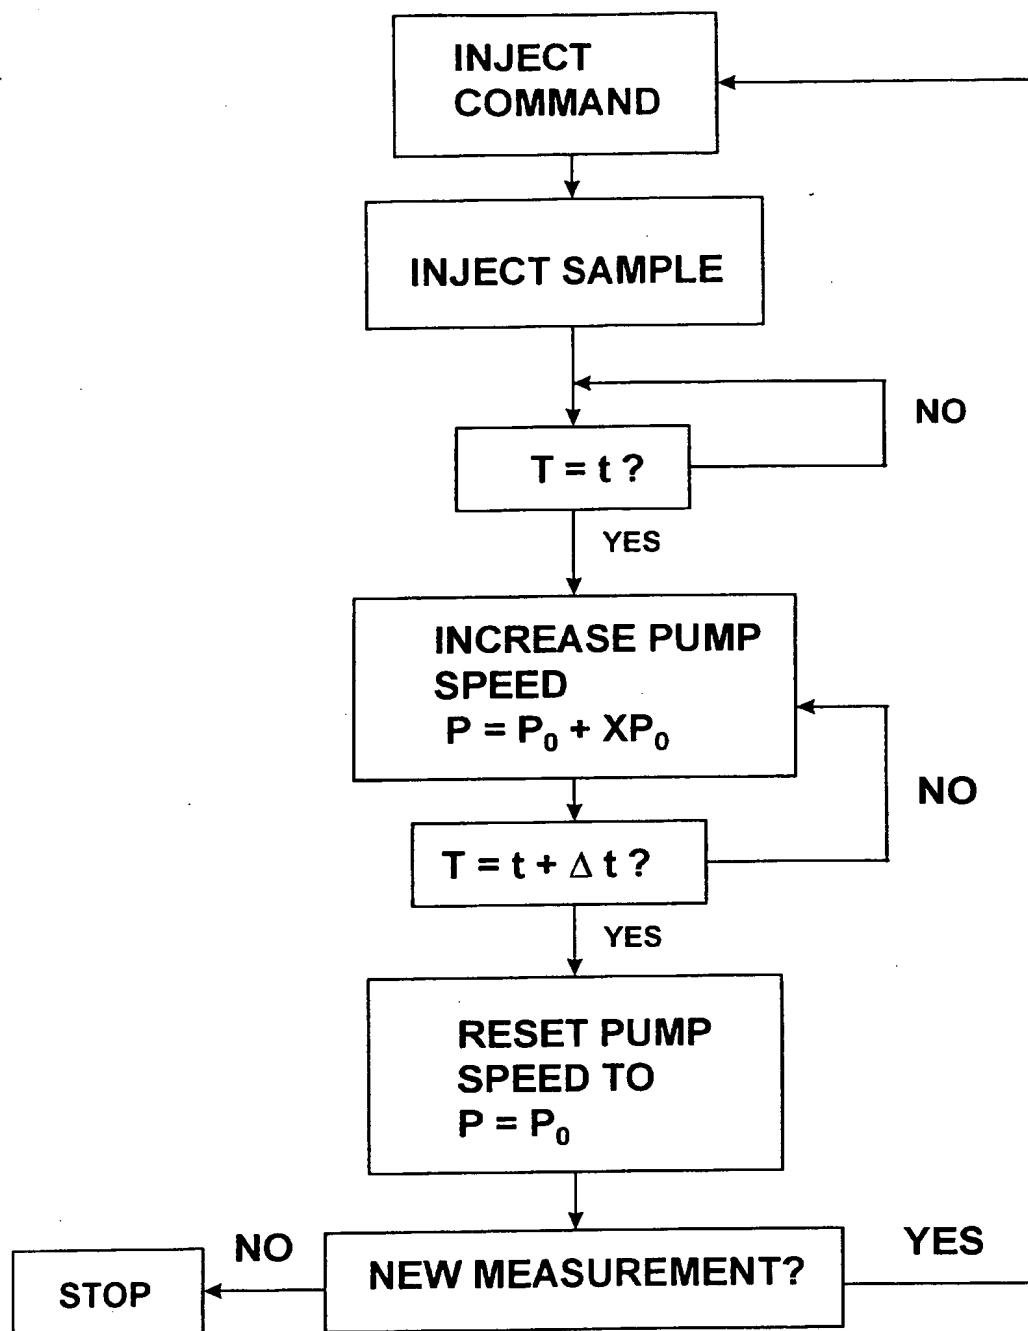 INJECT
COMMAND
INJECT SAMPLE
NO
T = t ?
YES
INCREASE PUMP
SPEED
P = P₀ + XP₀
NO
T = t + Δ t ?
YES
RESET PUMP
SPEED TO
P = P₀
NO
NEW MEASUREMENT?
YES
STOP